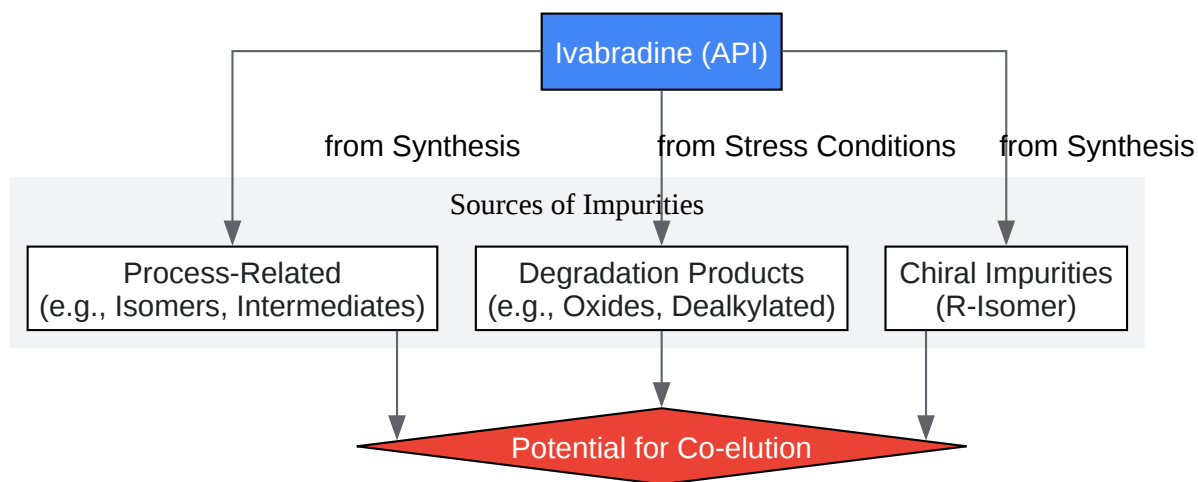 Ivabradine (API)
from Synthesis
from Stress Conditions
from Synthesis
Sources of Impurities
Process-Related
(e.g., Isomers, Intermediates)
Degradation Products
(e.g., Oxides, Dealkylated)
Chiral Impurities
(R-Isomer)
Potential for Co-elution